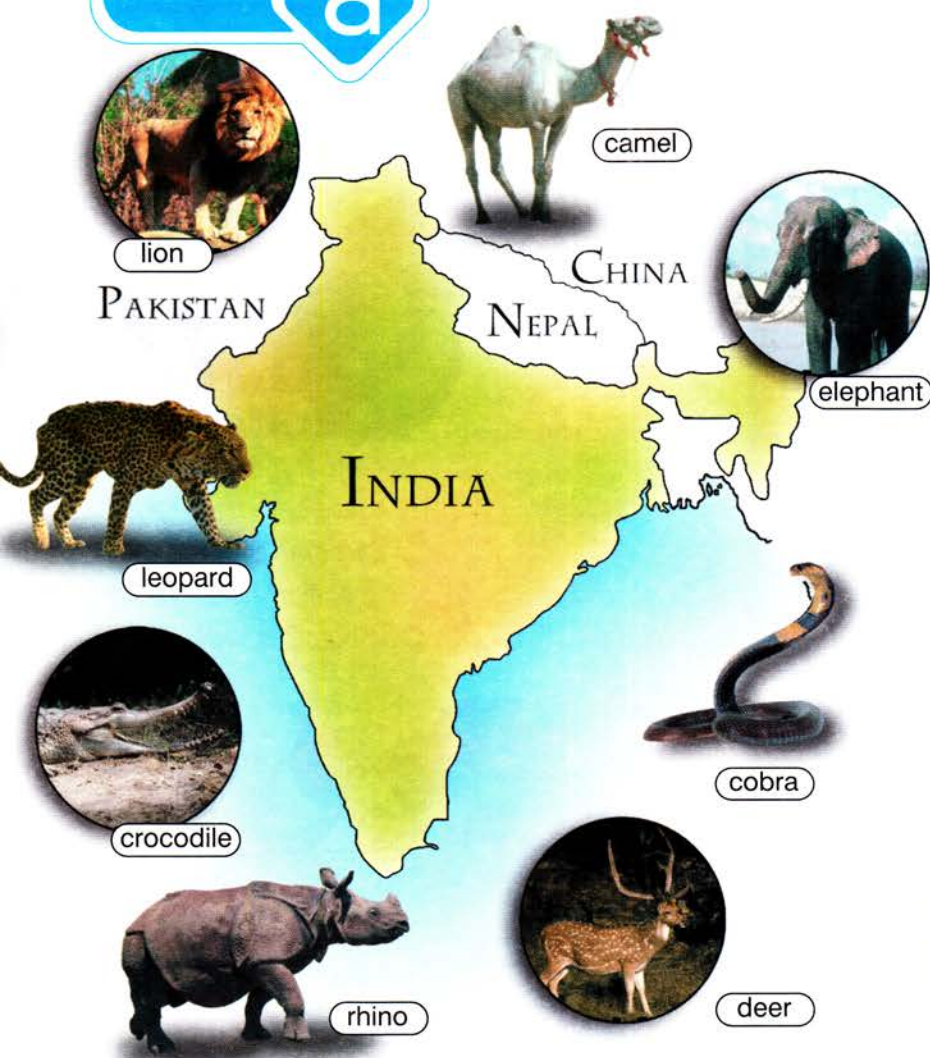 a
camel
lion
CHINA
PAKISTAN
NEPAL
elephant
INDIA
leopard
cobra
crocodile
deer
rhino